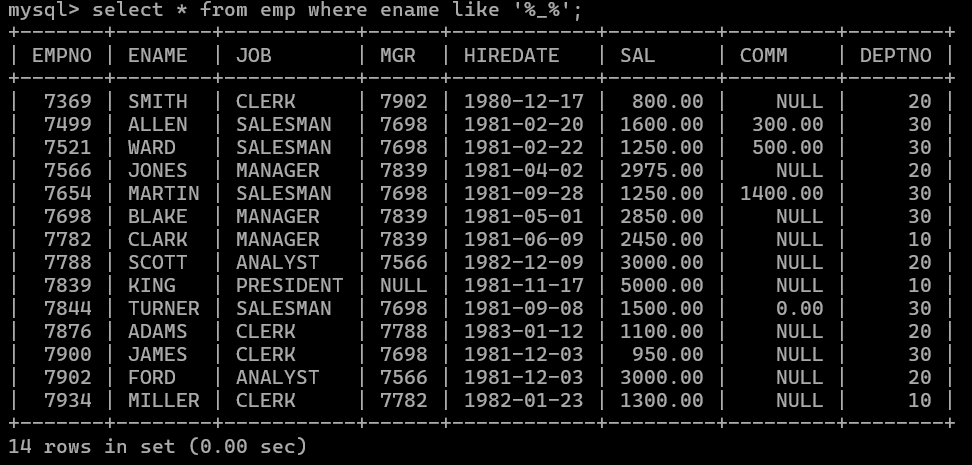 mysql> select * from emp where ename like '%_%';
+-------+--------+-----------+------+------------+---------+---------+--------+
| EMPNO | ENAME  | JOB       | MGR  | HIREDATE   | SAL     | COMM    | DEPTNO |
+-------+--------+-----------+------+------------+---------+---------+--------+
|  7369 | SMITH  | CLERK     | 7902 | 1980-12-17 |  800.00 |    NULL |     20 |
|  7499 | ALLEN  | SALESMAN  | 7698 | 1981-02-20 | 1600.00 |  300.00 |     30 |
|  7521 | WARD   | SALESMAN  | 7698 | 1981-02-22 | 1250.00 |  500.00 |     30 |
|  7566 | JONES  | MANAGER   | 7839 | 1981-04-02 | 2975.00 |    NULL |     20 |
|  7654 | MARTIN | SALESMAN  | 7698 | 1981-09-28 | 1250.00 | 1400.00 |     30 |
|  7698 | BLAKE  | MANAGER   | 7839 | 1981-05-01 | 2850.00 |    NULL |     30 |
|  7782 | CLARK  | MANAGER   | 7839 | 1981-06-09 | 2450.00 |    NULL |     10 |
|  7788 | SCOTT  | ANALYST   | 7566 | 1982-12-09 | 3000.00 |    NULL |     20 |
|  7839 | KING   | PRESIDENT | NULL | 1981-11-17 | 5000.00 |    NULL |     10 |
|  7844 | TURNER | SALESMAN  | 7698 | 1981-09-08 | 1500.00 |    0.00 |     30 |
|  7876 | ADAMS  | CLERK     | 7788 | 1983-01-12 | 1100.00 |    NULL |     20 |
|  7900 | JAMES  | CLERK     | 7698 | 1981-12-03 |  950.00 |    NULL |     30 |
|  7902 | FORD   | ANALYST   | 7566 | 1981-12-03 | 3000.00 |    NULL |     20 |
|  7934 | MILLER | CLERK     | 7782 | 1982-01-23 | 1300.00 |    NULL |     10 |
+-------+--------+-----------+------+------------+---------+---------+--------+
14 rows in set (0.00 sec)